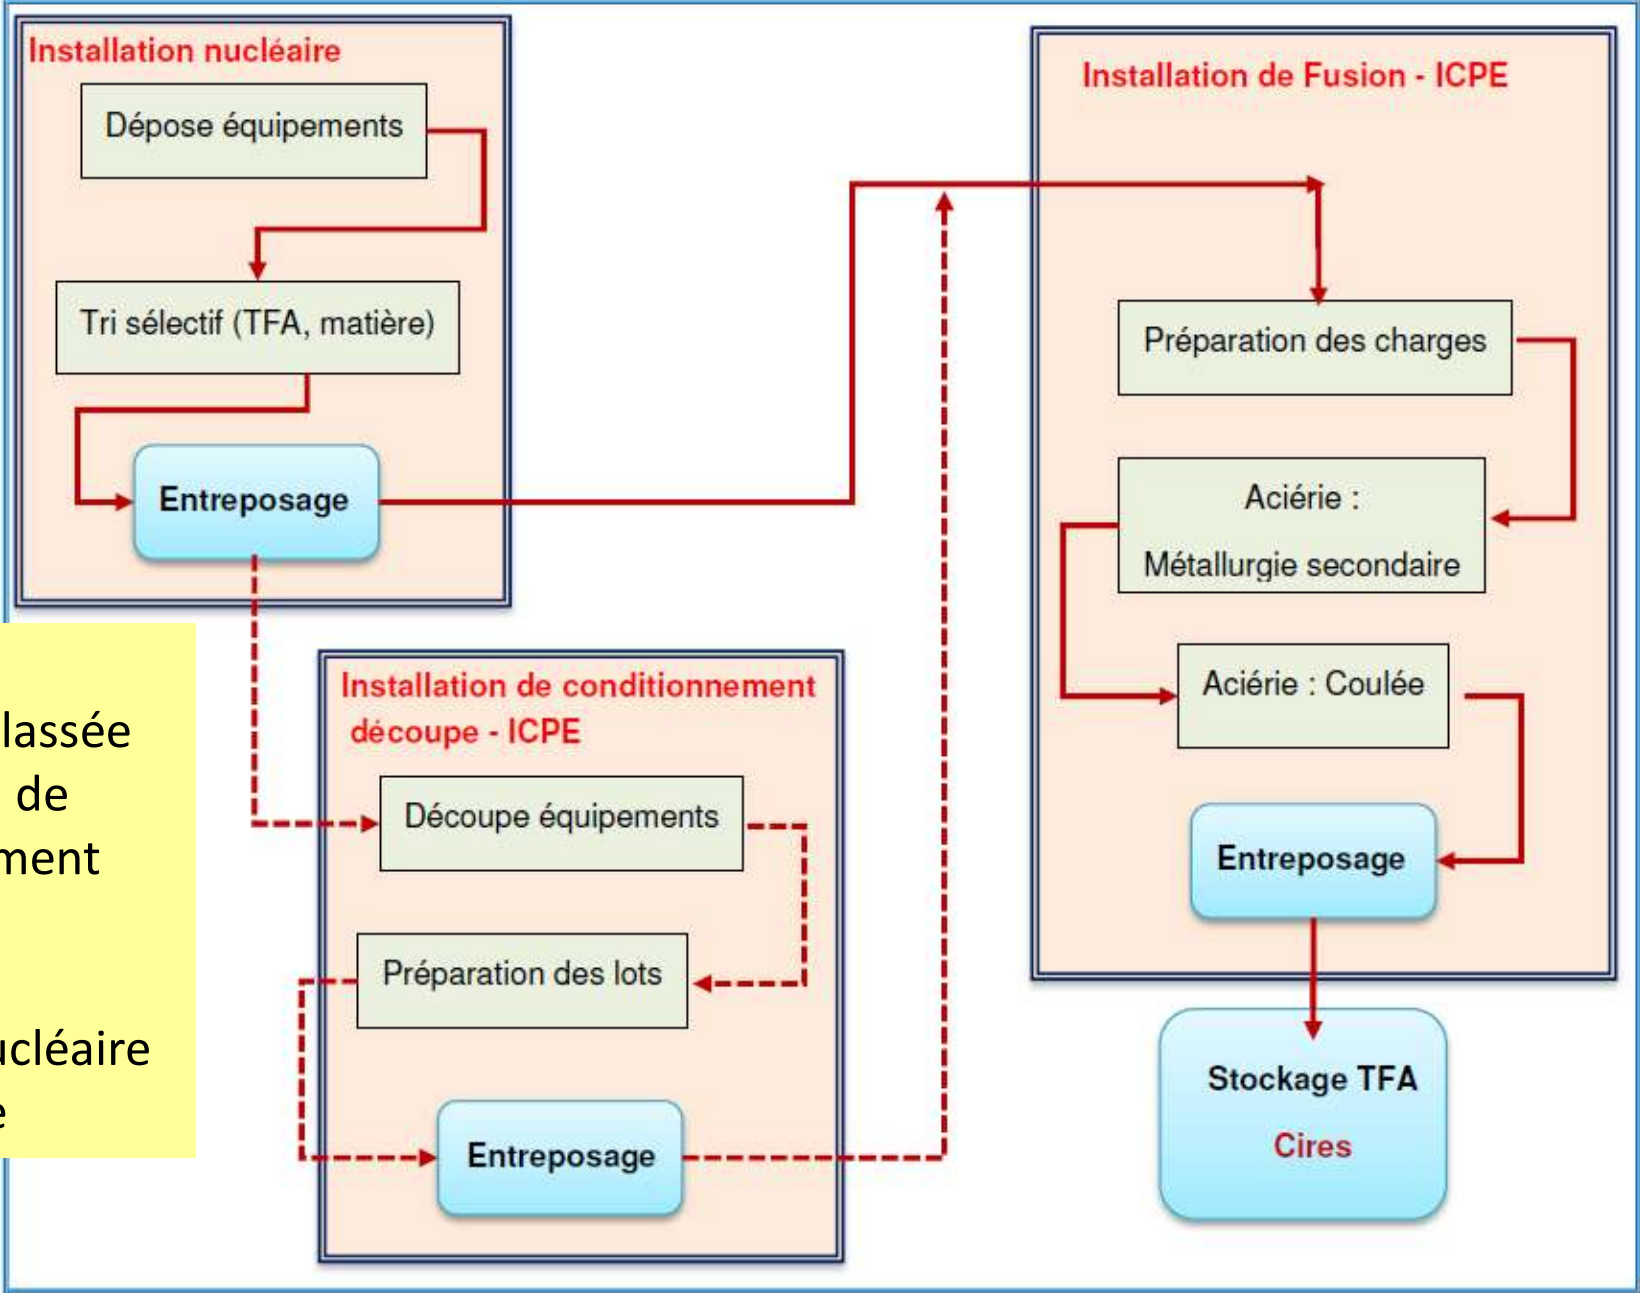 Installation nucléaire
Dépose équipements
Tri sélectif (TFA, matière)
Entreposage
lassée
de
ment
ucléaire
e
Installation de conditionnement
découpe - ICPE
Découpe équipements
Préparation des lots
Entreposage
Installation de Fusion - ICPE
Préparation des charges
Aciérie :
Métallurgie secondaire
Aciérie : Coulée
Entreposage
Stockage TFA
Cires